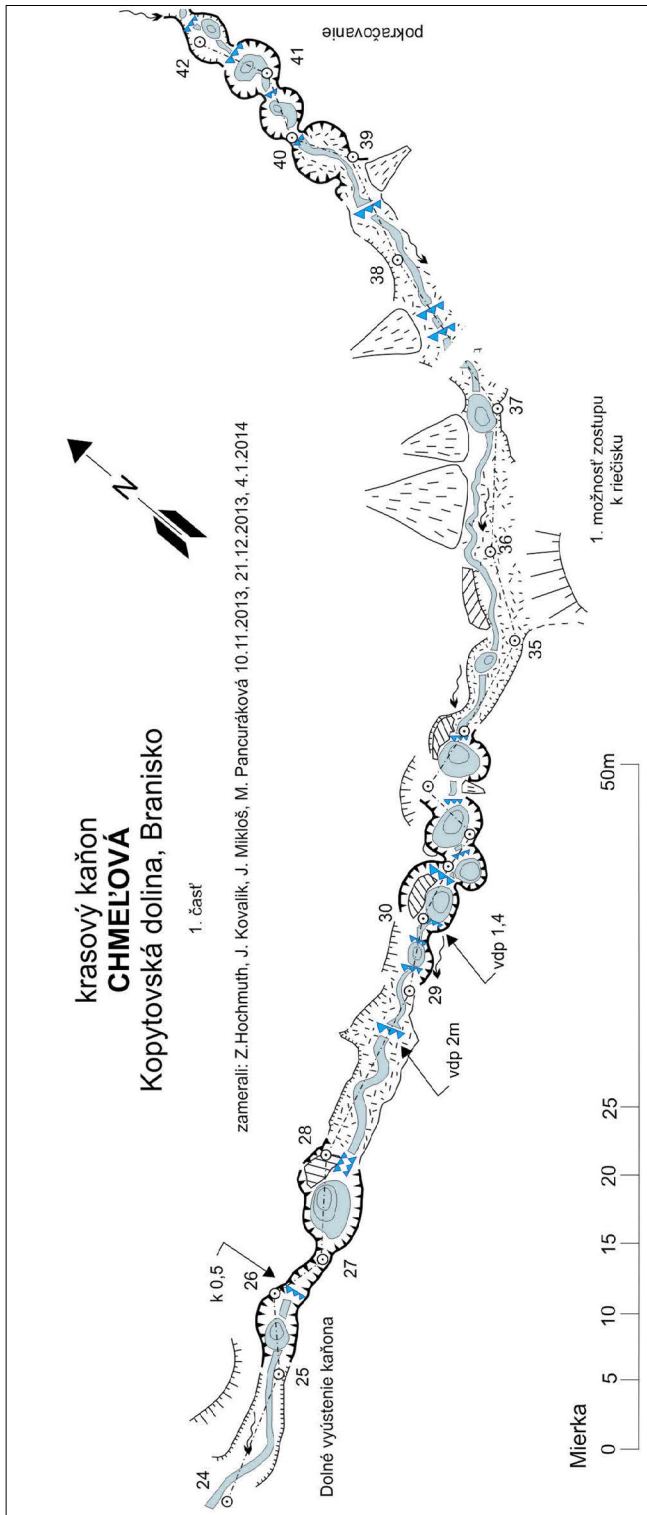 krasový kaňon
CHMEĽOVÁ
Kopytovská dolina, Branisko
1. časť
zamerali: Z.Hochmuth, J. Kovalik, J. Mikloš, M. Pancuráková 10.11.2013, 21.12.2013, 4.1.2014
N
24
25
k 0,5
26
27
28
Dolné vyústenie kaňona
vdp 2m
29
30
vdp 1,4
35
36
37
1. možnosť zostupu
k riečisku
38
39
40
41
42
pokračovanie
Mierka
0 5 10 15 20 25 50m